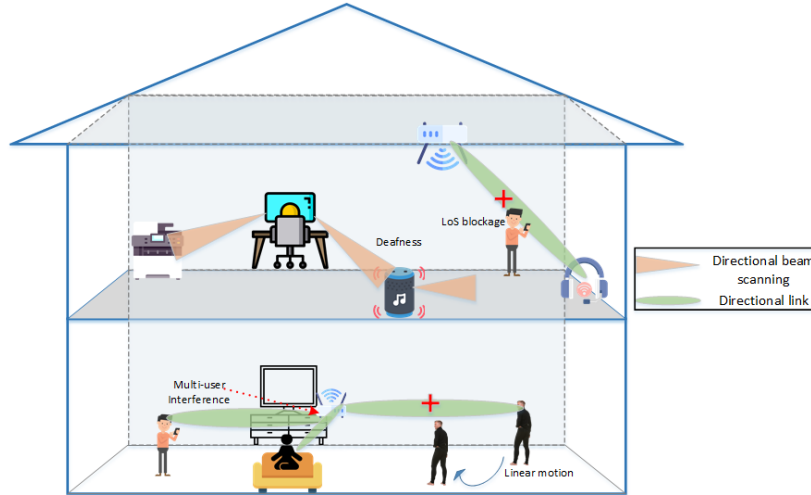 LoS blockage
Deafness
Directional beam
scanning
Directional link
Multi-user
Interference
Linear motion